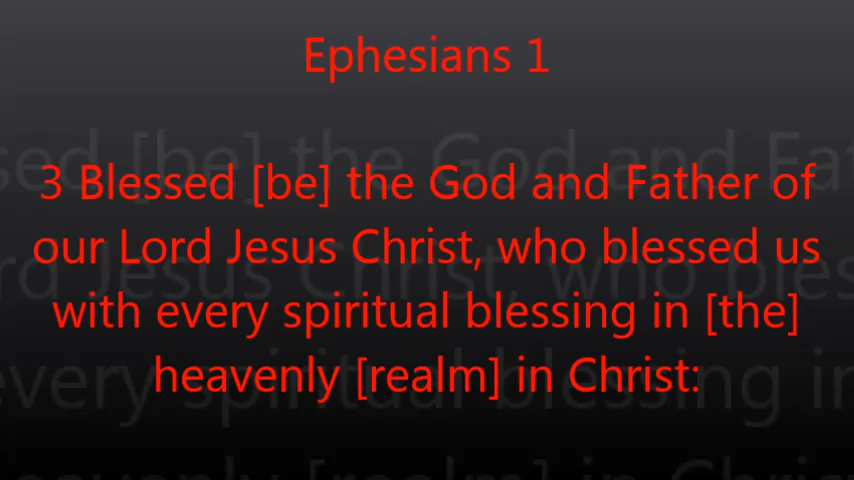 Ephesians 1
3 Blessed [be] the God and Father of
our Lord Jesus Christ, who blessed us
with every spiritual blessing in [the]
heavenly [realm] in Christ: